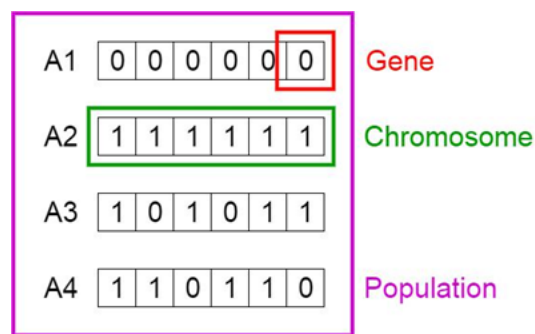 A1 0 0 0 0 0 0 Gene
A2 1 1 1 1 1 1 Chromosome
A3 1 0 1 0 1 1
A4 1 1 0 1 1 0 Population